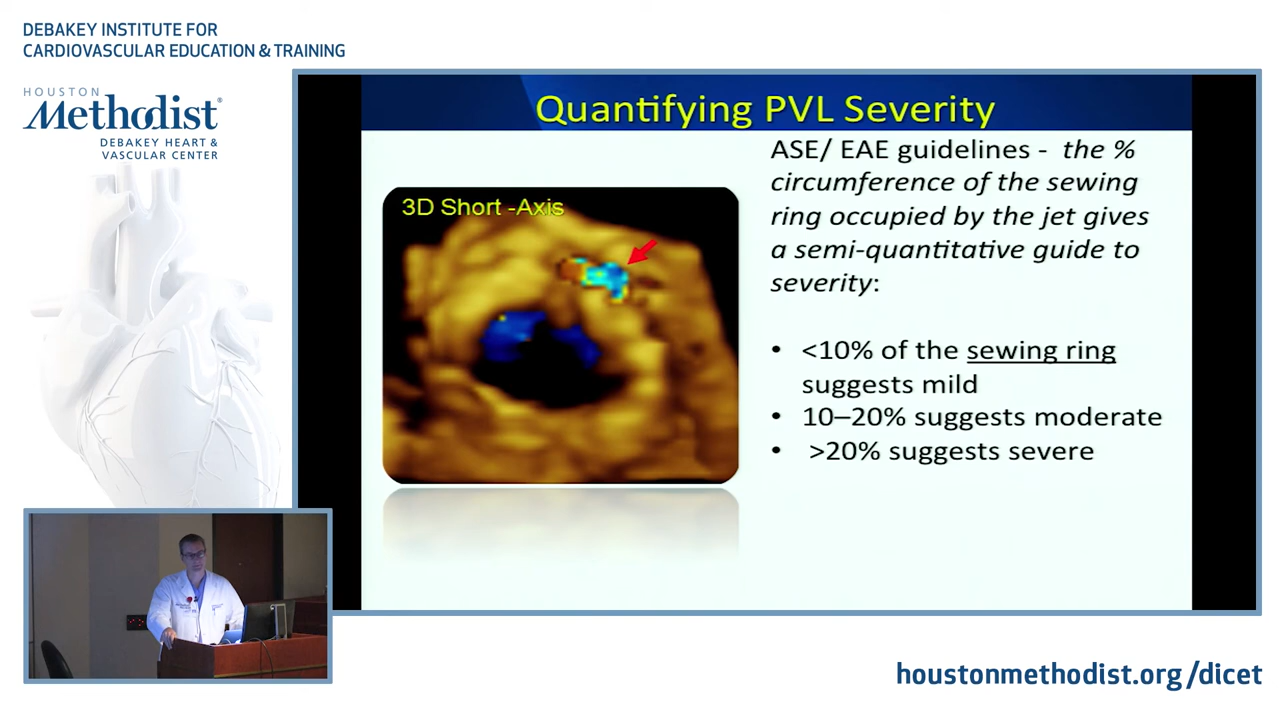 DEBAKEY INSTITUTE FOR
CARDIOVASCULAR EDUCATION & TRAINING
HOUSTON
Methodist®
DEBAKEY HEART &
VASCULAR CENTER
Quantifying PVL Severity
3D Short -Axis
ASE/ EAE guidelines - the %
circumference of the sewing
ring occupied by the jet gives
a semi-quantitative guide to
severity:
• <10% of the sewing ring
suggests mild
• 10–20% suggests moderate
• >20% suggests severe
houstonmethodist.org/dicet